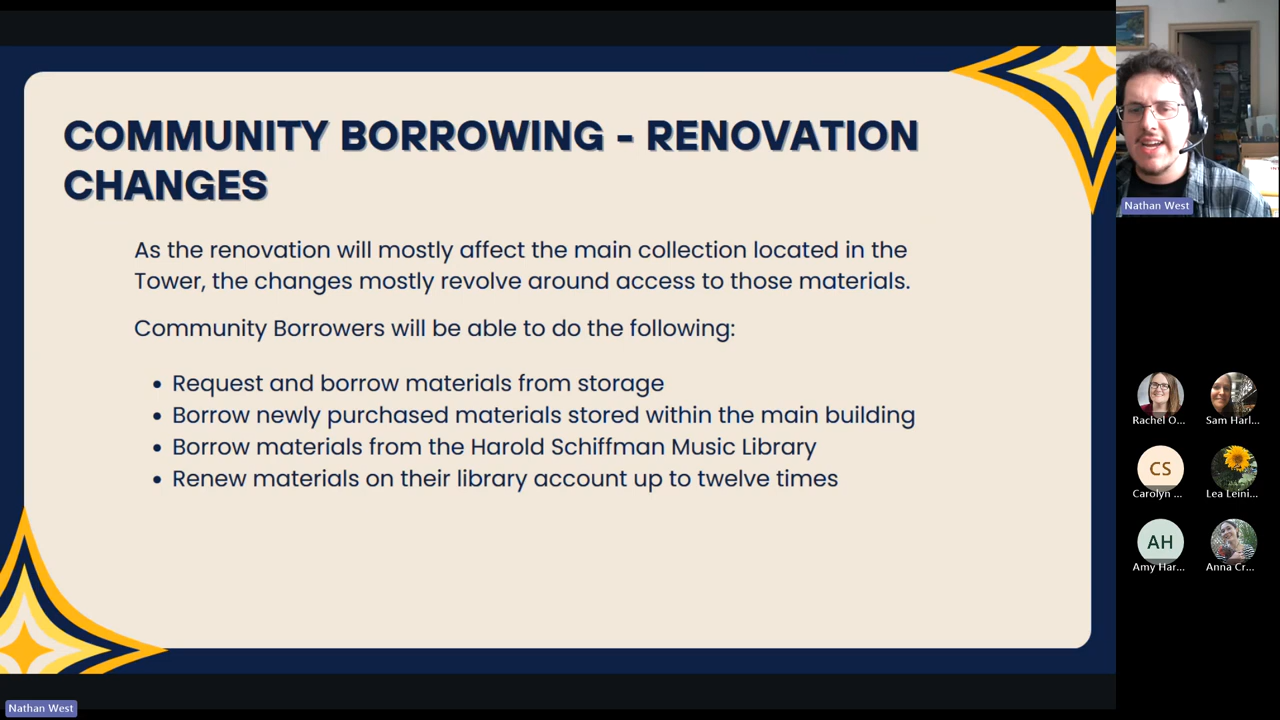 COMMUNITY BORROWING - RENOVATION
CHANGES
As the renovation will mostly affect the main collection located in the
Tower, the changes mostly revolve around access to those materials.
Community Borrowers will be able to do the following:
• Request and borrow materials from storage
• Borrow newly purchased materials stored within the main building
• Borrow materials from the Harold Schiffman Music Library
• Renew materials on their library account up to twelve times
Nathan West
Rachel O...
Sam Harl...
CS
Carolyn ...
Lea Leini...
AH
Amy Har...
Anna Cr...
Nathan West